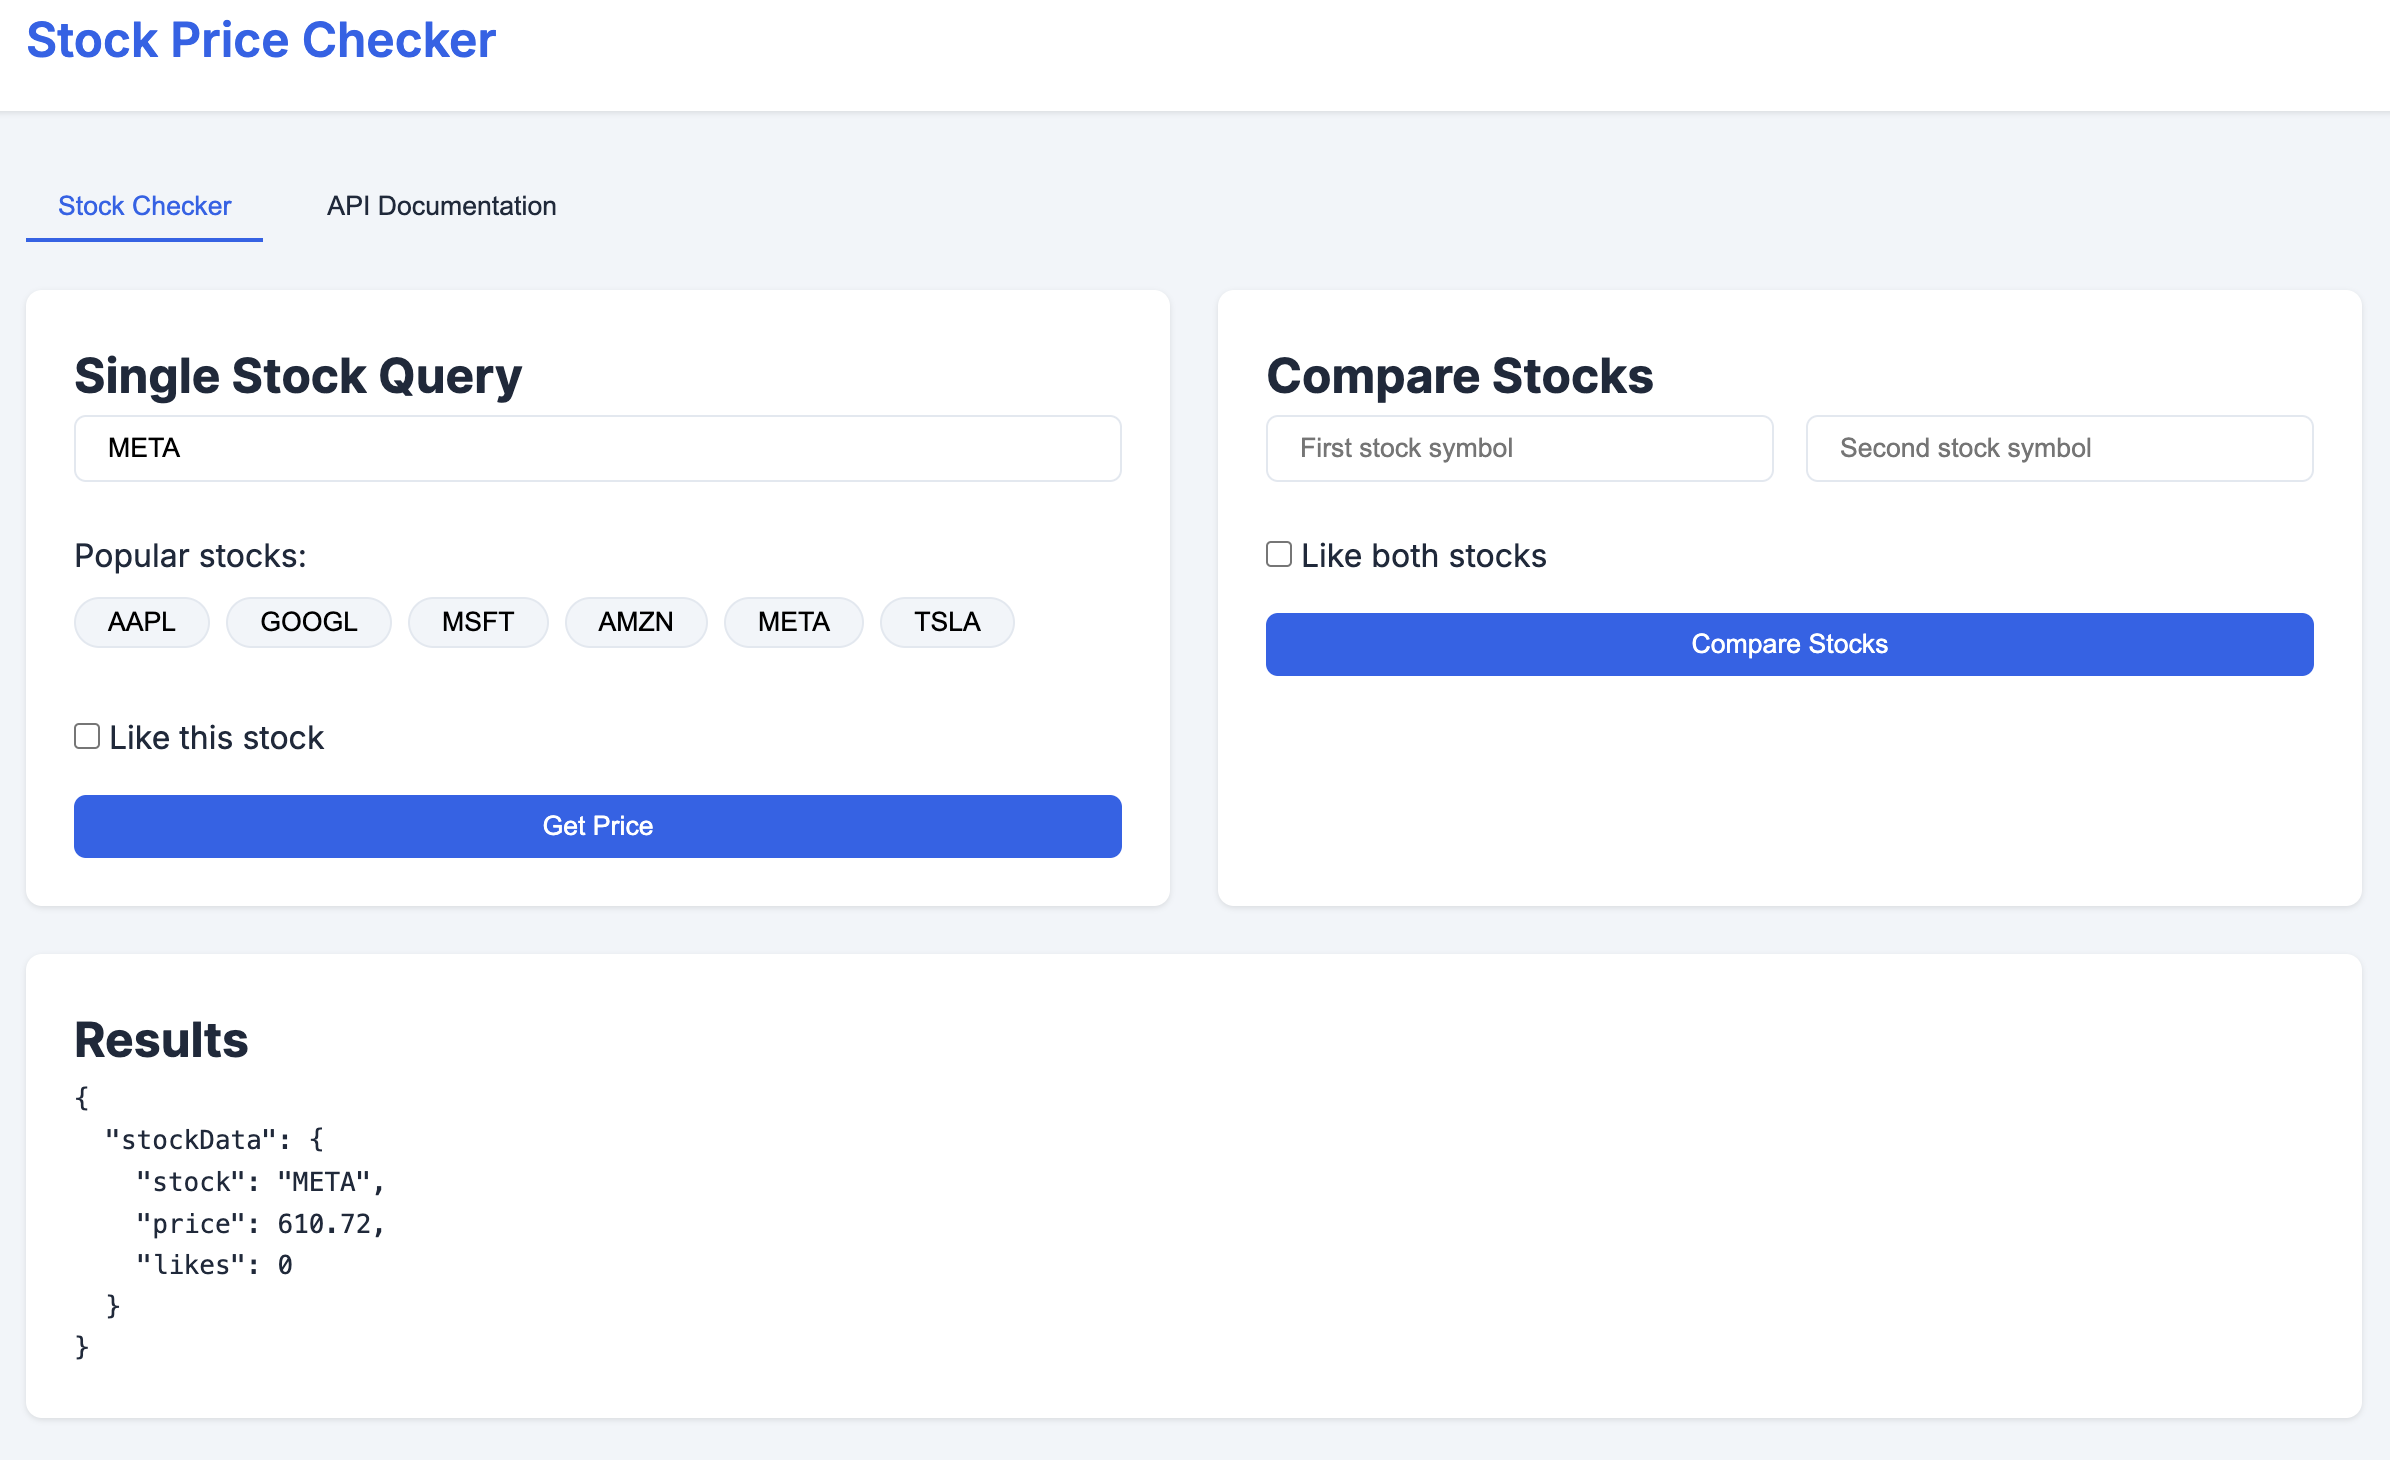 Stock Price Checker
Stock Checker
API Documentation
Single Stock Query
META
Popular stocks:
AAPL
GOOGL
MSFT
AMZN
META
TSLA
Like this stock
Get Price
Compare Stocks
First stock symbol
Second stock symbol
Like both stocks
Compare Stocks
Results
{
  "stockData": {
    "stock": "META",
    "price": 610.72,
    "likes": 0
  }
}